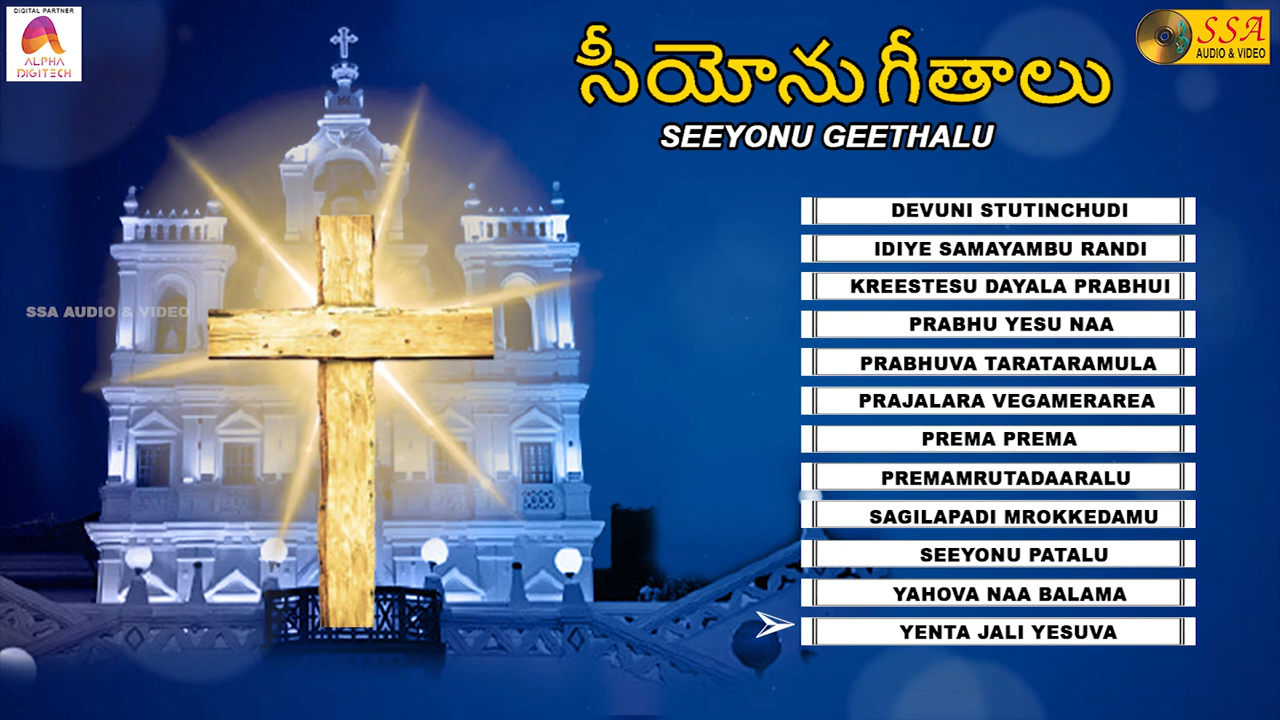 DIGITAL PARTNER
ALPHA
DIGITECH
SSA
AUDIO & VIDEO
సీయోను గీతాలు
SEEYONU GEETHALU
DEVUNI STUTINCHUDI
IDIYE SAMAYAMBU RANDI
KREESTESU DAYALA PRABHUI
SSA AUDIO & VIDEO
PRABHU YESU NAA
PRABHUVA TARATARAMULA
PRAJALARA VEGAMERAREA
PREMA PREMA
PREMAMRUTADAARALU
SAGILAPADI MROKKEDAMU
SEEYONU PATALU
YAHOVA NAA BALAMA
YENTA JALI YESUVA